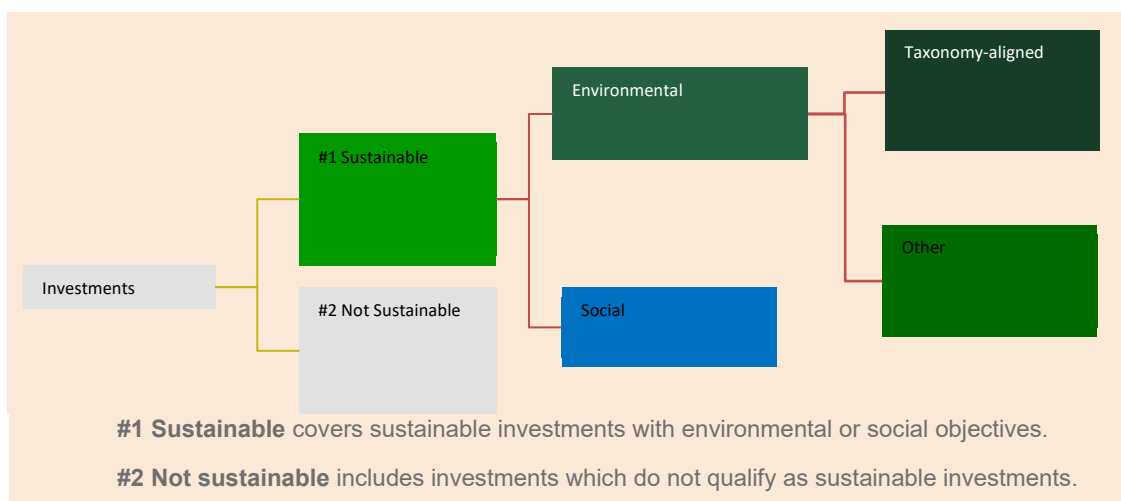 Taxonomy-aligned
Environmental
#1 Sustainable
Other
Investments
#2 Not Sustainable
Social
#1 Sustainable covers sustainable investments with environmental or social objectives.
#2 Not sustainable includes investments which do not qualify as sustainable investments.